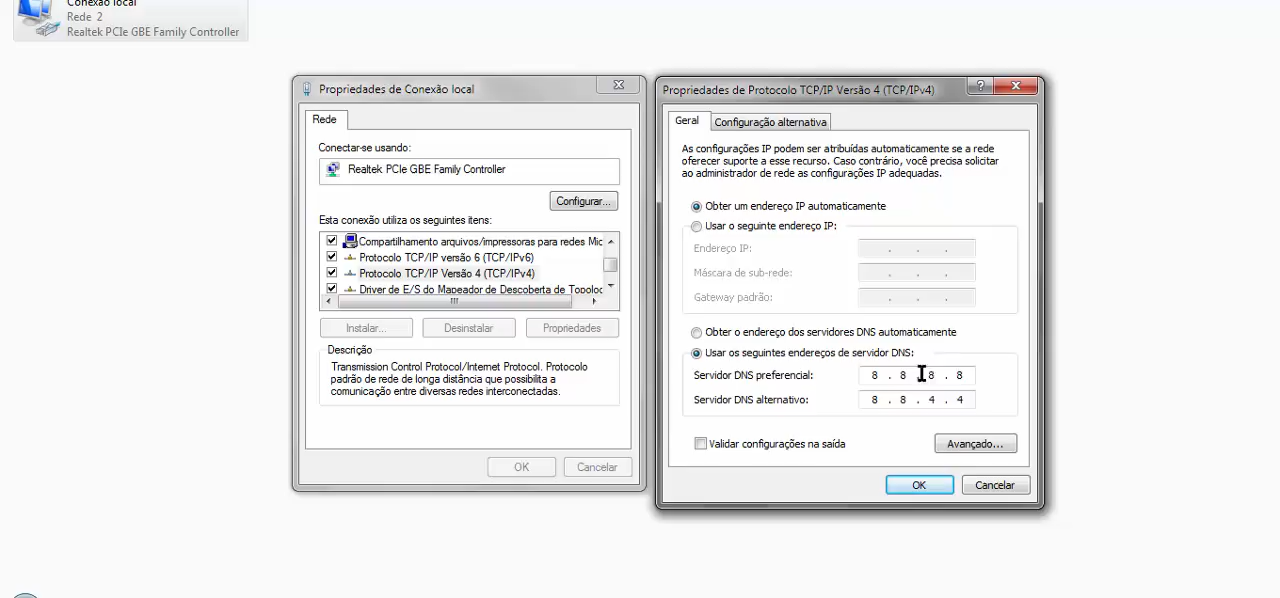 Conexão local
Rede 2
Realtek PCIe GBE Family Controller
Propriedades de Conexão local
Rede
Conectar-se usando:
Realtek PCIe GBE Family Controller
Configurar...
Esta conexão utiliza os seguintes itens:
Compartilhamento arquivos/impressoras para redes Mic
Protocolo TCP/IP versão 6 (TCP/IPv6)
Protocolo TCP/IP Versão 4 (TCP/IPv4)
Driver de E/S do Mapeador de Descoberta de Topoloc
Instalar...
Desinstalar
Propriedades
Descrição
Transmission Control Protocol/Internet Protocol. Protocolo
padrão de rede de longa distância que possibilita a
comunicação entre diversas redes interconectadas.
OK
Cancelar
Propriedades de Protocolo TCP/IP Versão 4 (TCP/IPv4)
Geral
Configuração alternativa
As configurações IP podem ser atribuídas automaticamente se a rede
oferecer suporte a esse recurso. Caso contrário, você precisa solicitar
ao administrador de rede as configurações IP adequadas.
Obter um endereço IP automaticamente
Usar o seguinte endereço IP:
Endereço IP:
. . .
Máscara de sub-rede:
. . .
Gateway padrão:
. . .
Obter o endereço dos servidores DNS automaticamente
Usar os seguintes endereços de servidor DNS:
Servidor DNS preferencial:
8 . 8 . 8 . 8
Servidor DNS alternativo:
8 . 8 . 4 . 4
Validar configurações na saída
Avançado...
OK
Cancelar